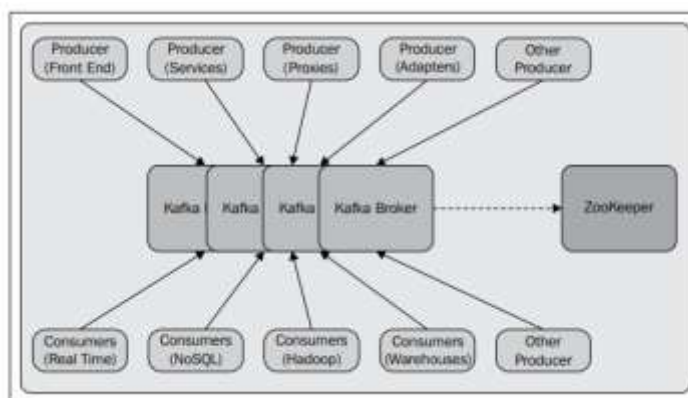 Producer
(Front End)
Producer
(Services)
Producer
(Proxies)
Producer
(Adapters)
Other
Producer
Kafka
Kafka
Kafka
Kafka Broker
ZooKeeper
Consumers
(Real Time)
Consumers
(NoSQL)
Consumers
(Hadoop)
Consumers
(Warehouses)
Other
Producer